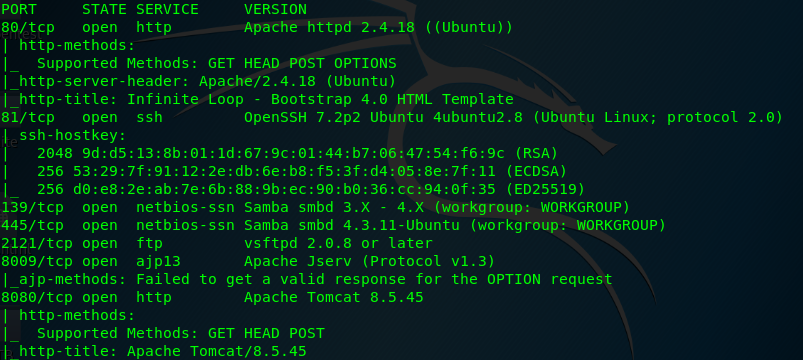 PORT     STATE SERVICE     VERSION
80/tcp   open  http        Apache httpd 2.4.18 ((Ubuntu))
| http-methods:
|_  Supported Methods: GET HEAD POST OPTIONS
|_http-server-header: Apache/2.4.18 (Ubuntu)
|_http-title: Infinite Loop - Bootstrap 4.0 HTML Template
81/tcp   open  ssh         OpenSSH 7.2p2 Ubuntu 4ubuntu2.8 (Ubuntu Linux; protocol 2.0)
| ssh-hostkey:
|   2048 9d:d5:13:8b:01:1d:67:9c:01:44:b7:06:47:54:f6:9c (RSA)
|   256 53:29:7f:91:12:2e:db:6e:b8:f5:3f:d4:05:8e:7f:11 (ECDSA)
|_  256 d0:e8:2e:ab:7e:6b:88:9b:ec:90:b0:36:cc:94:0f:35 (ED25519)
139/tcp  open  netbios-ssn Samba smbd 3.X - 4.X (workgroup: WORKGROUP)
445/tcp  open  netbios-ssn Samba smbd 4.3.11-Ubuntu (workgroup: WORKGROUP)
2121/tcp open  ftp         vsftpd 2.0.8 or later
8009/tcp open  ajp13       Apache Jserv (Protocol v1.3)
|_ajp-methods: Failed to get a valid response for the OPTION request
8080/tcp open  http        Apache Tomcat 8.5.45
| http-methods:
|_  Supported Methods: GET HEAD POST
|_http-title: Apache Tomcat/8.5.45